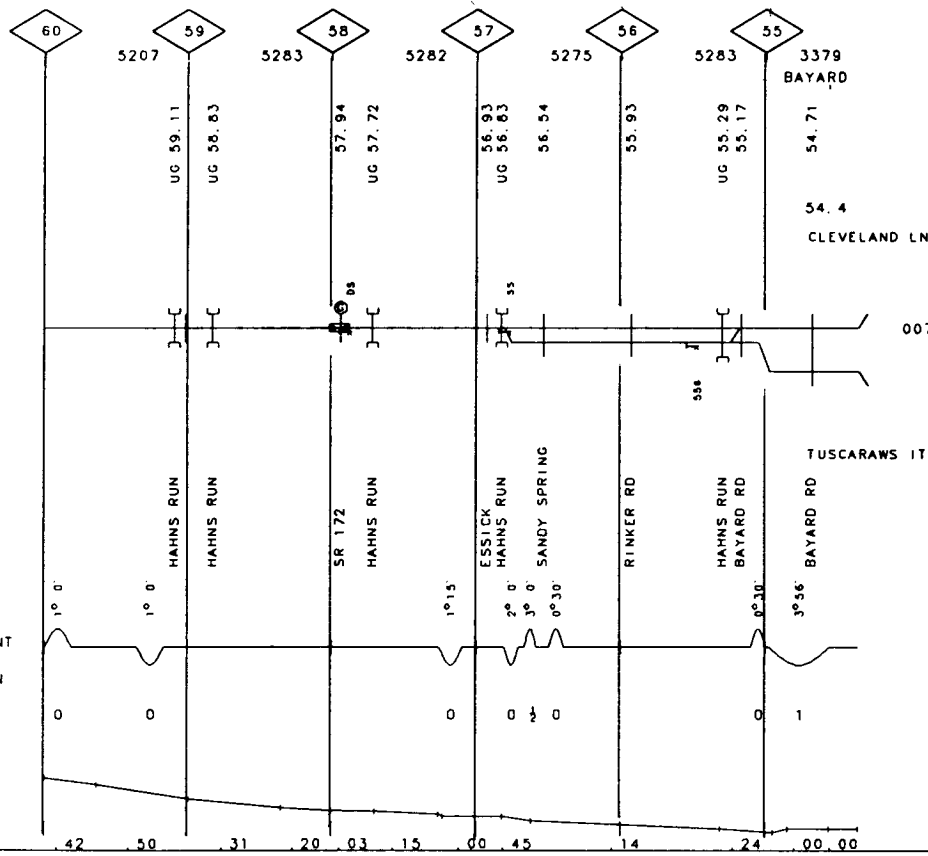 60 59 58 57 56 55
5207 5283 5282 5275 5283 3379
BAYARD
UG 59.11
UG 58.83
57.94
UG 57.72
56.93
UG 56.83
56.54
55.93
UG 55.29
55.17
54.71
54.4
CLEVELAND LN
DS
SS
007
556
TUSCARAWS IT
HAHNS RUN
HAHNS RUN
SR 172
HAHNS RUN
ESSICK
HAHNS RUN
SANDY SPRING
RINKER RD
HAHNS RUN
BAYARD RD
BAYARD RD
1° 0' 1° 0' 1°15' 2° 0' 3° 0' 0°30' 0°30' 3°56'
NT
N
0 0 0 0 ½ 0 0 1
.42 .50 .31 .20 .03 .15 .00 .45 .14 .24 .00 .00